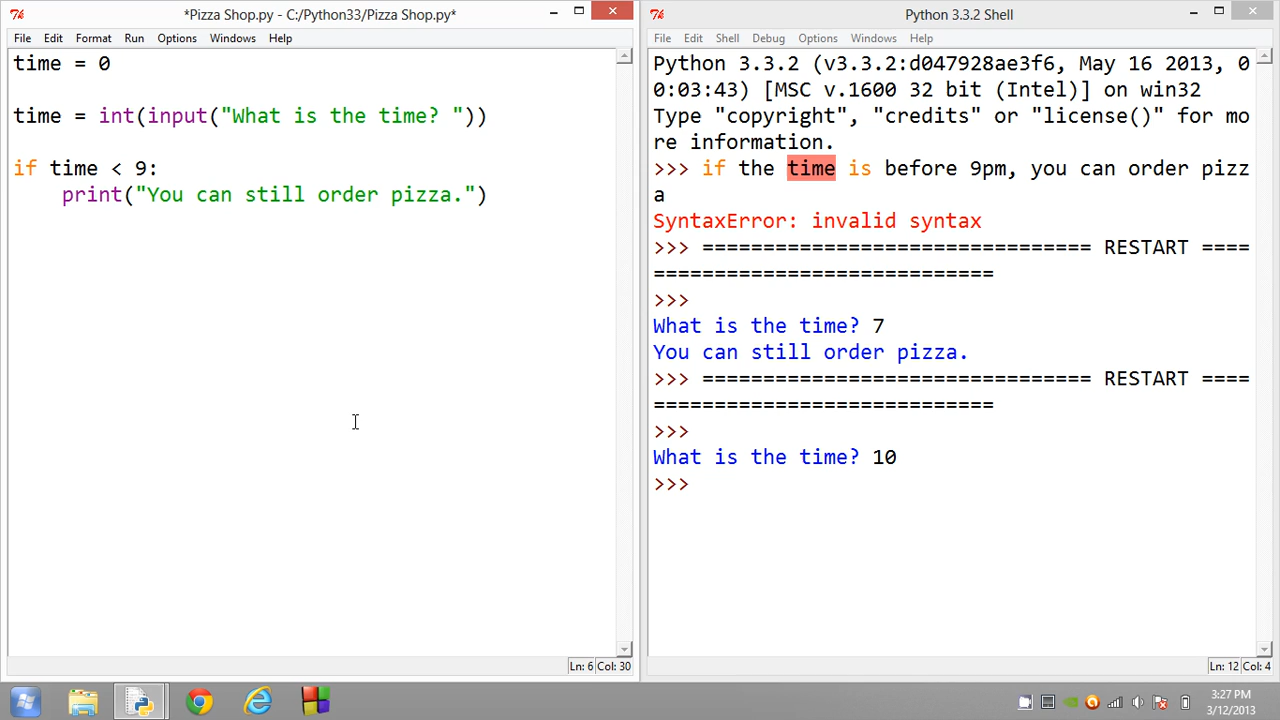 *Pizza Shop.py - C:/Python33/Pizza Shop.py*
File Edit Format Run Options Windows Help
time = 0
time = int(input("What is the time? "))
if time < 9:
    print("You can still order pizza.")
Ln: 6 Col: 30
Python 3.3.2 Shell
File Edit Shell Debug Options Windows Help
Python 3.3.2 (v3.3.2:d047928ae3f6, May 16 2013, 0
0:03:43) [MSC v.1600 32 bit (Intel)] on win32
Type "copyright", "credits" or "license()" for mo
re information.
>>> if the time is before 9pm, you can order pizz
a
SyntaxError: invalid syntax
>>> ================================ RESTART ====
============================
>>>
What is the time? 7
You can still order pizza.
>>> ================================ RESTART ====
============================
>>>
What is the time? 10
>>>
Ln: 12 Col: 4
3:27 PM
3/12/2013